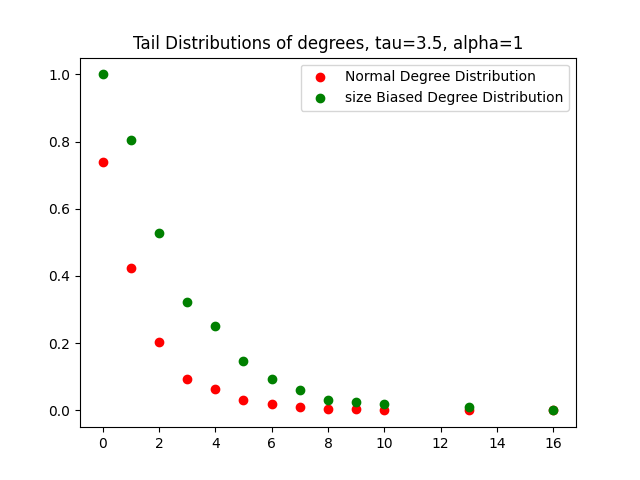 Tail Distributions of degrees, tau=3.5, alpha=1
Normal Degree Distribution
size Biased Degree Distribution
1.0
0.8
0.6
0.4
0.2
0.0
0 2 4 6 8 10 12 14 16